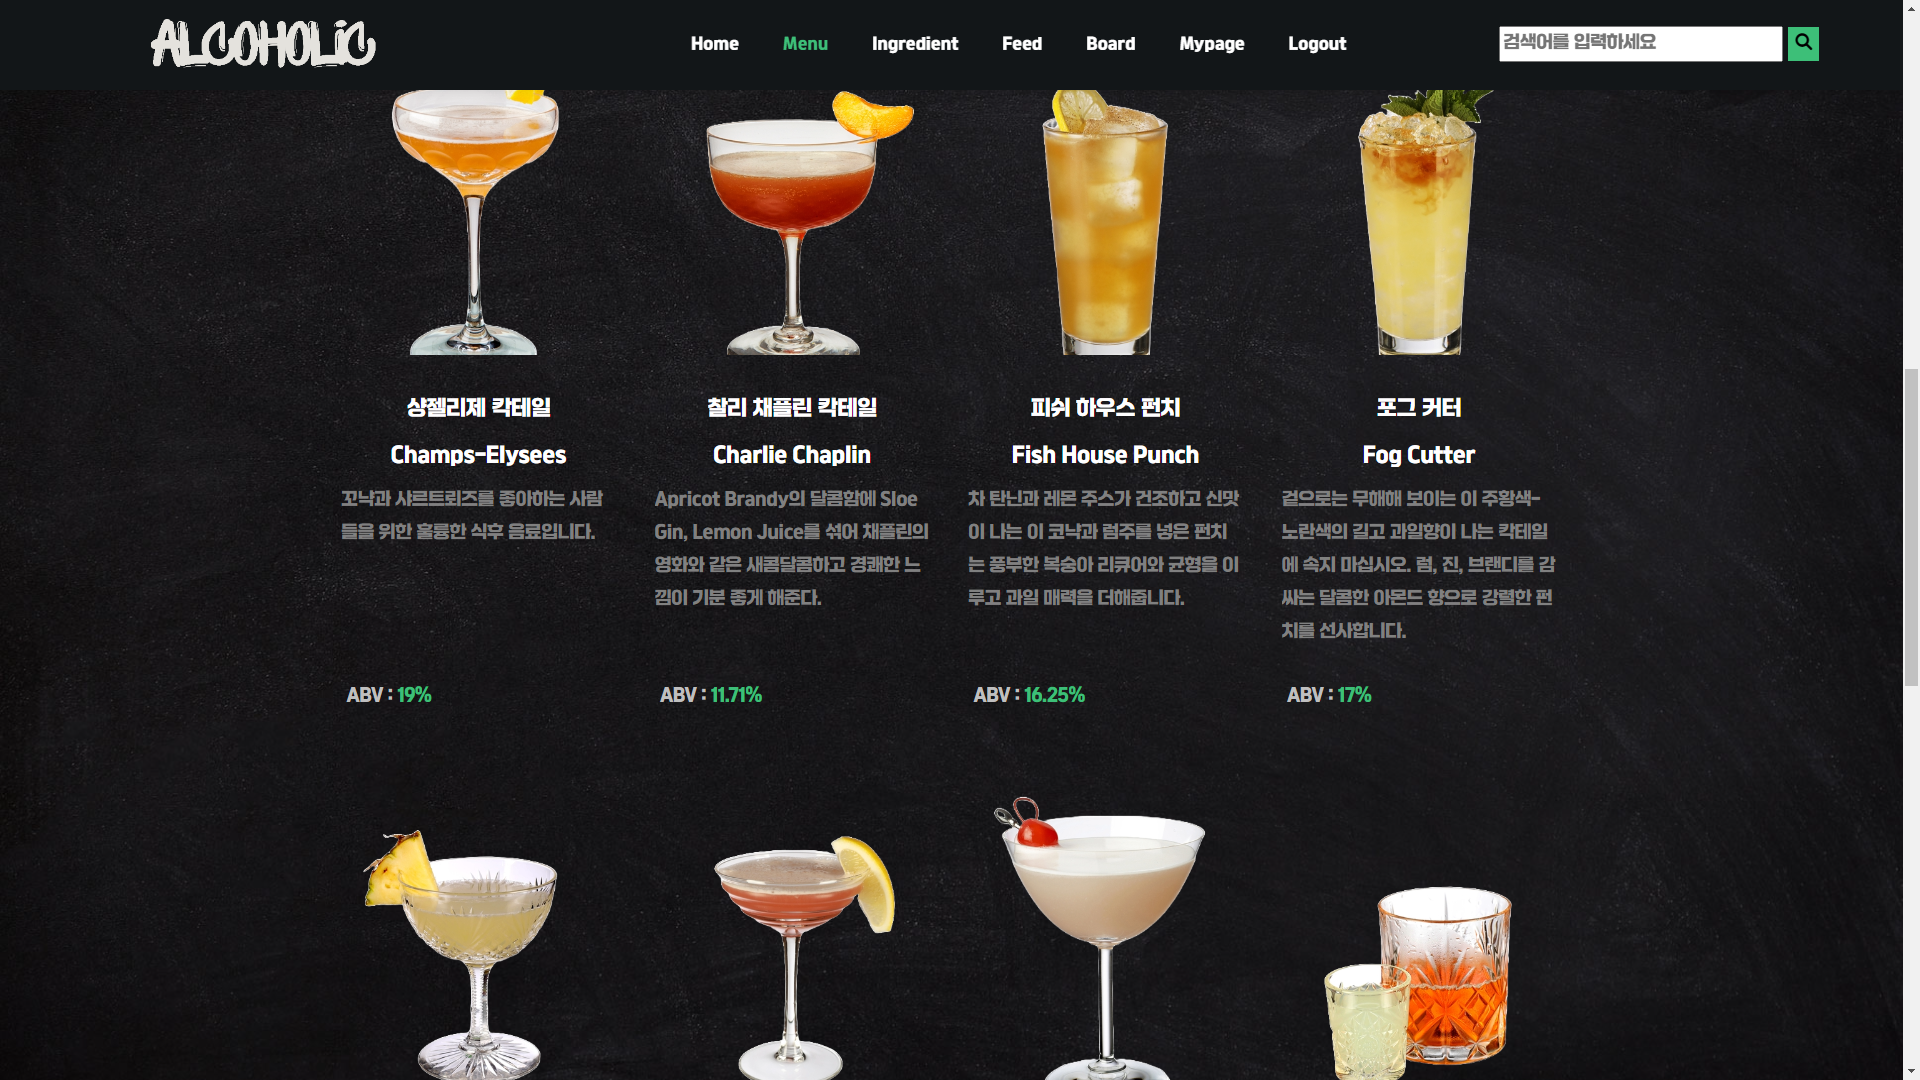 ALCOHOLiC
Home Menu Ingredient Feed Board Mypage Logout
검색어를 입력하세요
샹젤리제 칵테일
Champs-Elysees
꼬냑과 샤르트뢰즈를 좋아하는 사람
들을 위한 훌륭한 식후 음료입니다.
ABV : 19%
찰리 채플린 칵테일
Charlie Chaplin
Apricot Brandy의 달콤함에 Sloe
Gin, Lemon Juice를 섞어 채플린의
영화와 같은 새콤달콤하고 경쾌한 느
낌이 기분 좋게 해준다.
ABV : 11.71%
피쉬 하우스 펀치
Fish House Punch
차 탄닌과 레몬 주스가 건조하고 신맛
이 나는 이 코냑과 럼주를 넣은 펀치
는 풍부한 복숭아 리큐어와 균형을 이
루고 과일 매력을 더해줍니다.
ABV : 16.25%
포그 커터
Fog Cutter
겉으로는 무해해 보이는 이 주황색-
노란색의 길고 과일향이 나는 칵테일
에 속지 마십시오. 럼, 진, 브랜디를 감
싸는 달콤한 아몬드 향으로 강렬한 펀
치를 선사합니다.
ABV : 17%